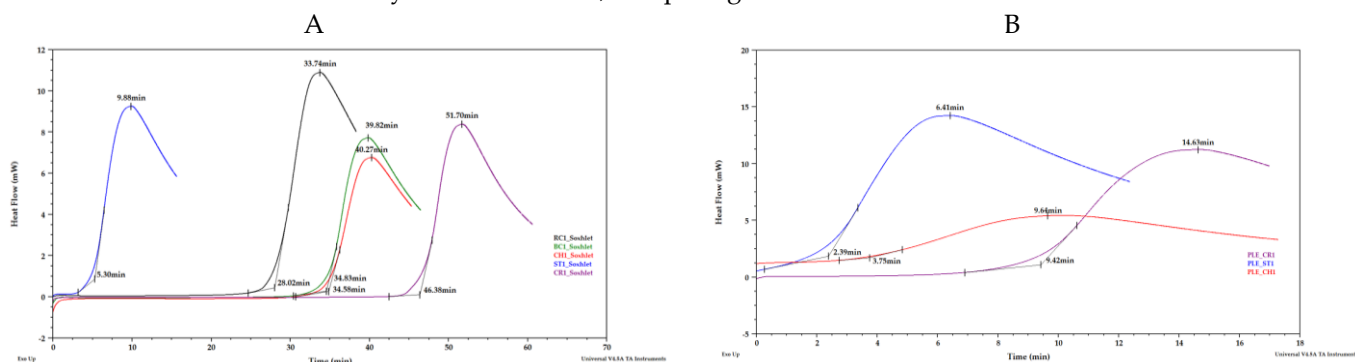 A
B
12
10
8
6
4
2
0
-2
Heat Flow (mW)
9.88min
33.74min
39.82min
40.27min
51.70min
5.30min
28.02min
34.83min
34.58min
46.38min
BC1_Soshlet
CH1_Soshlet
ST1_Soshlet
CR1_Soshlet
0
10
20
30
40
50
60
70
Exo Up
Time (min)
Universal V4.5A TA Instruments
20
15
10
5
0
-5
Heat Flow (mW)
6.41min
14.63min
2.39min
3.75min
9.42min
PLE_CR1
PLE_ST1
PLE_CH1
0
2
4
6
8
10
12
14
16
18
Exo Up
Time (min)
Universal V4.5A TA Instruments